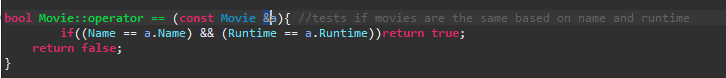 bool Movie::operator == (const Movie &a){ //tests if movies are the same based on name and runtime
if((Name == a.Name) && (Runtime == a.Runtime))return true;
return false;
}